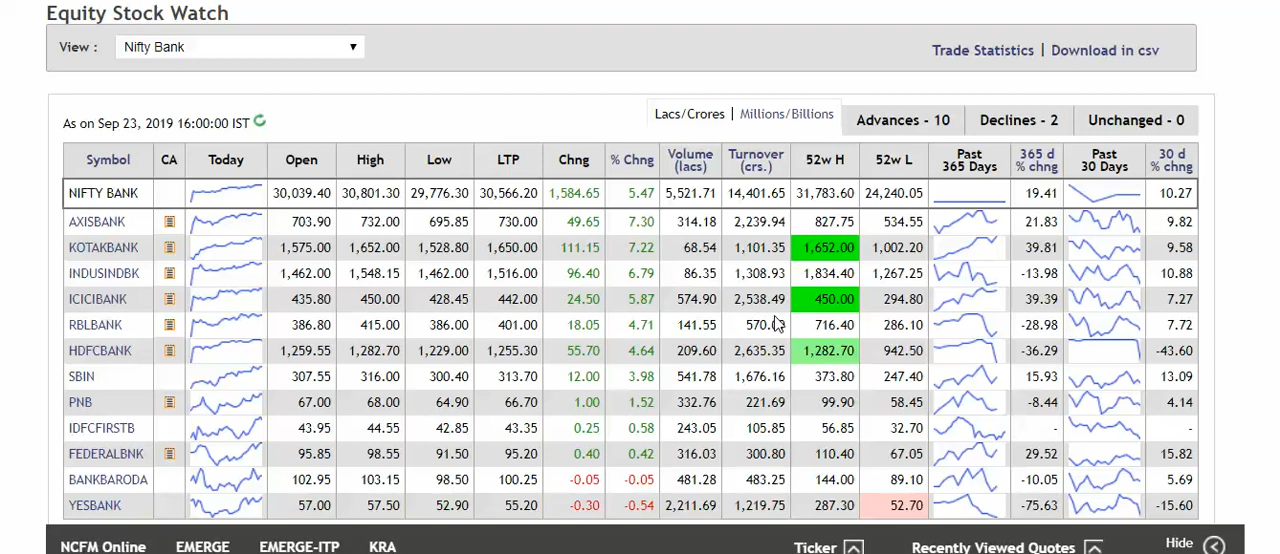 Equity Stock Watch
View : Nifty Bank ▼ Trade Statistics | Download in csv
As on Sep 23, 2019 16:00:00 IST Lacs/Crores | Millions/Billions Advances - 10 Declines - 2 Unchanged - 0
Symbol CA Today Open High Low LTP Chng % Chng Volume (lacs) Turnover (crs.) 52w H 52w L Past 365 Days 365 d % chng Past 30 Days 30 d % chng
NIFTY BANK 30,039.40 30,801.30 29,776.30 30,566.20 1,584.65 5.47 5,521.71 14,401.65 31,783.60 24,240.05 19.41 10.27
AXISBANK 703.90 732.00 695.85 730.00 49.65 7.30 314.18 2,239.94 827.75 534.55 21.83 9.82
KOTAKBANK 1,575.00 1,652.00 1,528.80 1,650.00 111.15 7.22 68.54 1,101.35 1,652.00 1,002.20 39.81 9.58
INDUSINDBK 1,462.00 1,548.15 1,462.00 1,516.00 96.40 6.79 86.35 1,308.93 1,834.40 1,267.25 -13.98 10.88
ICICIBANK 435.80 450.00 428.45 442.00 24.50 5.87 574.90 2,538.49 450.00 294.80 39.39 7.27
RBLBANK 386.80 415.00 386.00 401.00 18.05 4.71 141.55 716.40 286.10 -28.98 7.72
HDFCBANK 1,259.55 1,282.70 1,229.00 1,255.30 55.70 4.64 209.60 2,635.35 1,282.70 942.50 -36.29 -43.60
SBIN 307.55 316.00 300.40 313.70 12.00 3.98 541.78 1,676.16 373.80 247.40 15.93 13.09
PNB 67.00 68.00 64.90 66.70 1.00 1.52 332.76 221.69 99.90 58.45 -8.44 4.14
IDFCFIRSTB 43.95 44.55 42.85 43.35 0.25 0.58 243.05 105.85 56.85 32.70 - -
FEDERALBNK 95.85 98.55 91.50 95.20 0.40 0.42 316.03 300.80 110.40 67.05 29.52 15.82
BANKBARODA 102.95 103.15 98.50 100.25 -0.05 -0.05 481.28 483.25 144.00 89.10 -10.05 5.69
YESBANK 57.00 57.50 52.90 55.20 -0.30 -0.54 2,211.69 1,219.75 287.30 52.70 -75.63 -15.60
NCFM Online EMERGE EMERGE-ITP KRA Ticker Recently Viewed Quotes Hide